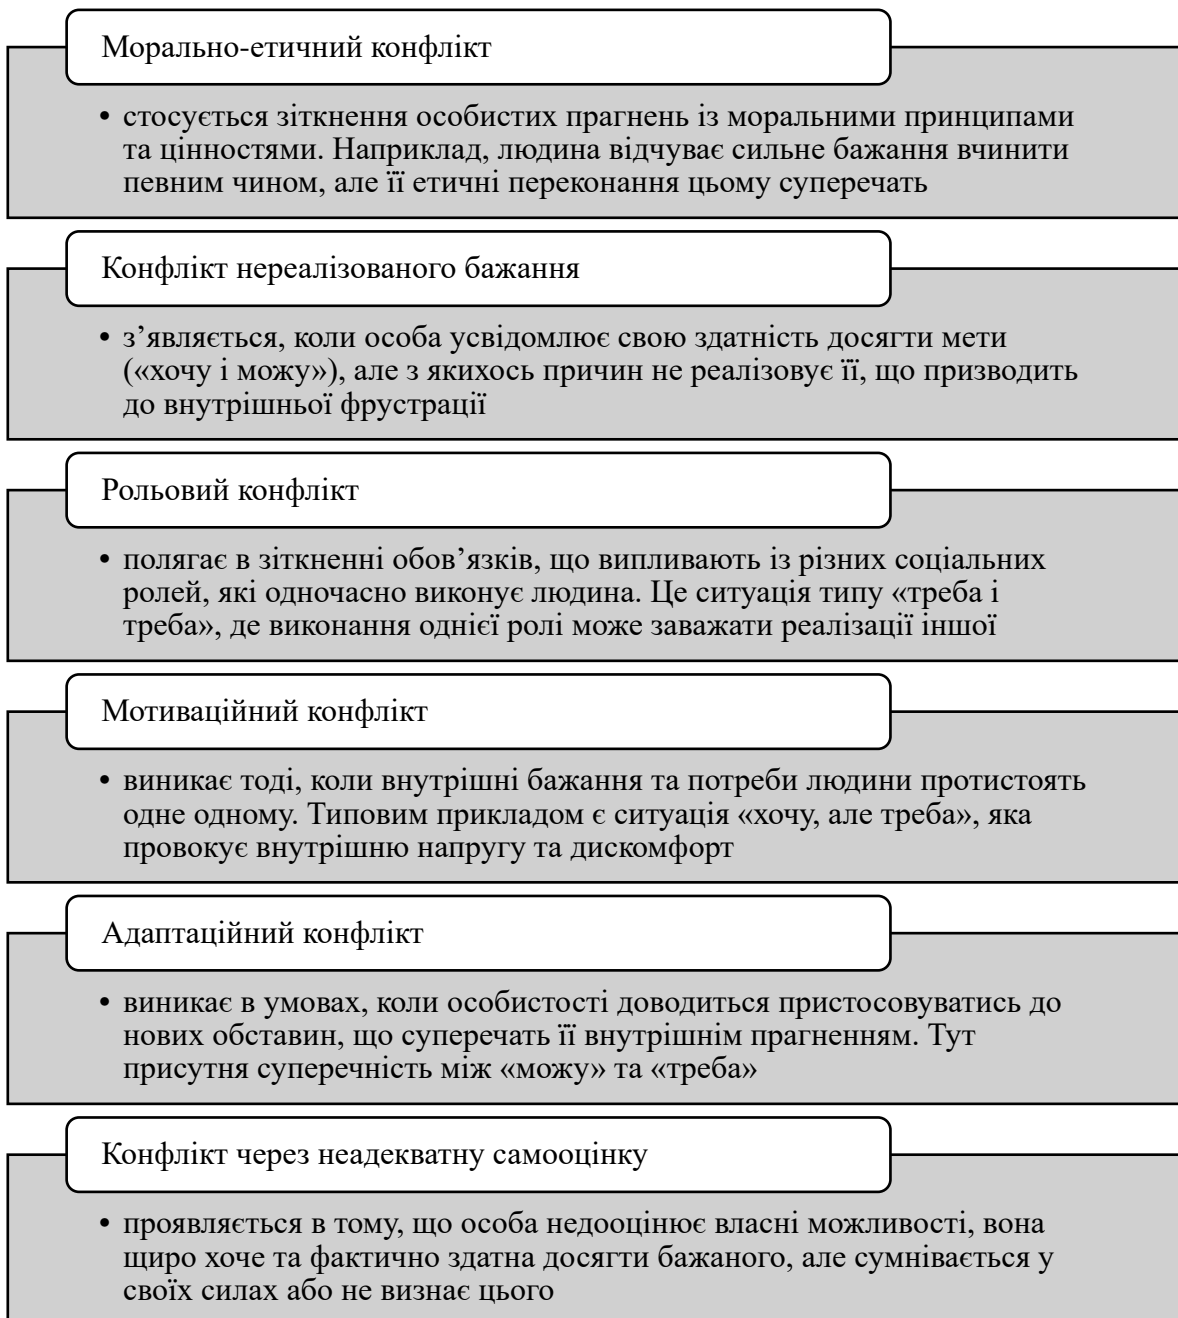 Морально-етичний конфлікт
• стосується зіткнення особистих прагнень із моральними принципами
та цінностями. Наприклад, людина відчуває сильне бажання вчинити
певним чином, але її етичні переконання цьому суперечать
Конфлікт нереалізованого бажання
• з’являється, коли особа усвідомлює свою здатність досягти мети
(«хочу і можу»), але з якихось причин не реалізовує її, що призводить
до внутрішньої фрустрації
Рольовий конфлікт
• полягає в зіткненні обов’язків, що випливають із різних соціальних
ролей, які одночасно виконує людина. Це ситуація типу «треба і
треба», де виконання однієї ролі може заважати реалізації іншої
Мотиваційний конфлікт
• виникає тоді, коли внутрішні бажання та потреби людини протистоять
одне одному. Типовим прикладом є ситуація «хочу, але треба», яка
провокує внутрішню напругу та дискомфорт
Адаптаційний конфлікт
• виникає в умовах, коли особистості доводиться пристосовуватись до
нових обставин, що суперечать її внутрішнім прагненням. Тут
присутня суперечність між «можу» та «треба»
Конфлікт через неадекватну самооцінку
• проявляється в тому, що особа недооцінює власні можливості, вона
щиро хоче та фактично здатна досягти бажаного, але сумнівається у
своїх силах або не визнає цього